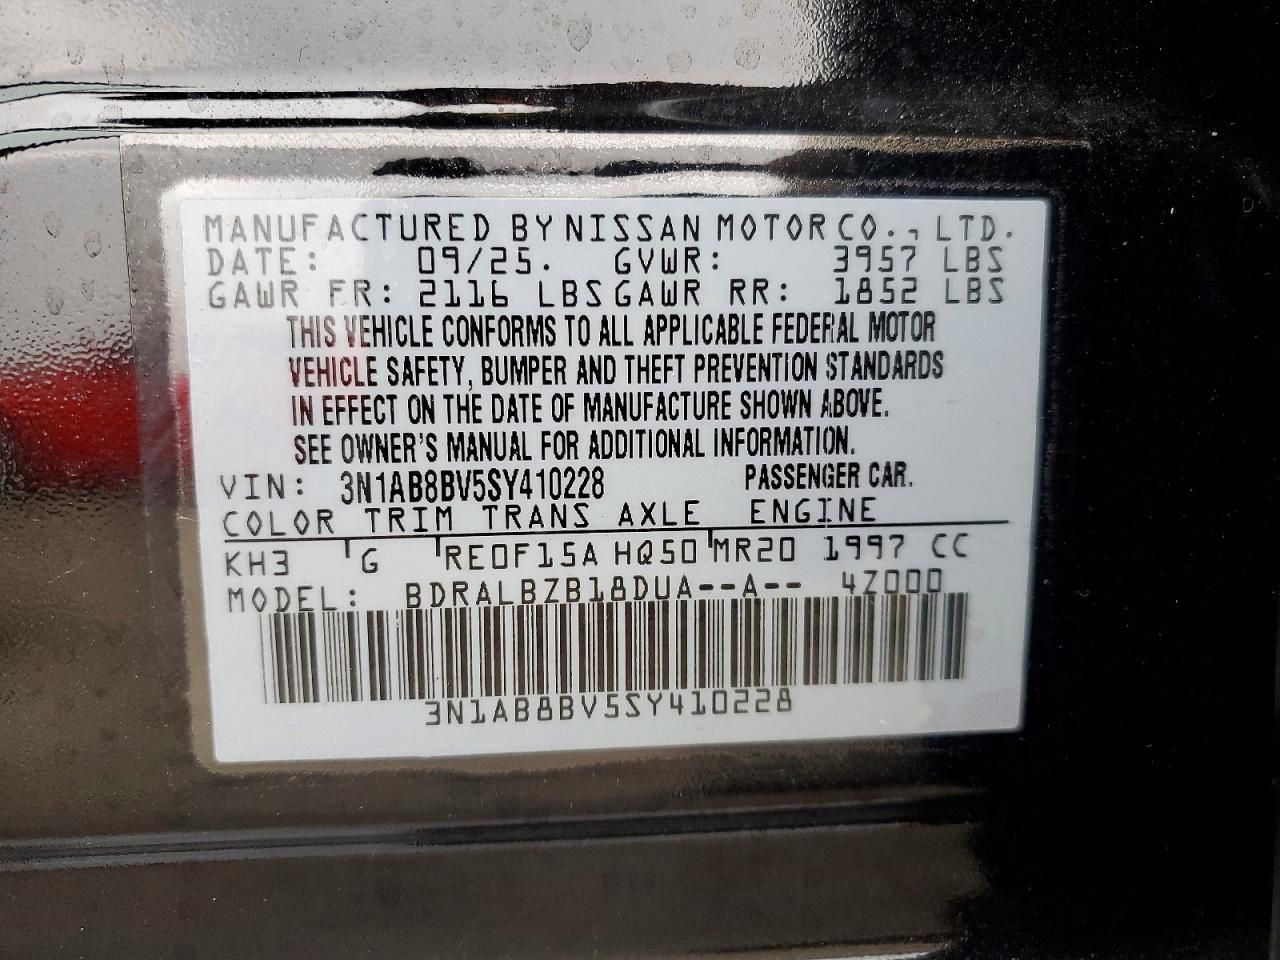 MANUFACTURED BY NISSAN MOTOR CO., LTD.
DATE: 09/25. GVWR: 3957 LBS
GAWR FR: 2116 LBS GAWR RR: 1852 LBS
THIS VEHICLE CONFORMS TO ALL APPLICABLE FEDERAL MOTOR
VEHICLE SAFETY, BUMPER AND THEFT PREVENTION STANDARDS
IN EFFECT ON THE DATE OF MANUFACTURE SHOWN ABOVE.
SEE OWNER'S MANUAL FOR ADDITIONAL INFORMATION.
VIN: 3N1AB8BV5SY410228 PASSENGER CAR.
COLOR TRIM TRANS AXLE ENGINE
KH3 G RE0F15A HQ50 MR20 1997 CC
MODEL: BDRALBZB18DUA--A-- 4Z000
3N1AB8BV5SY410228